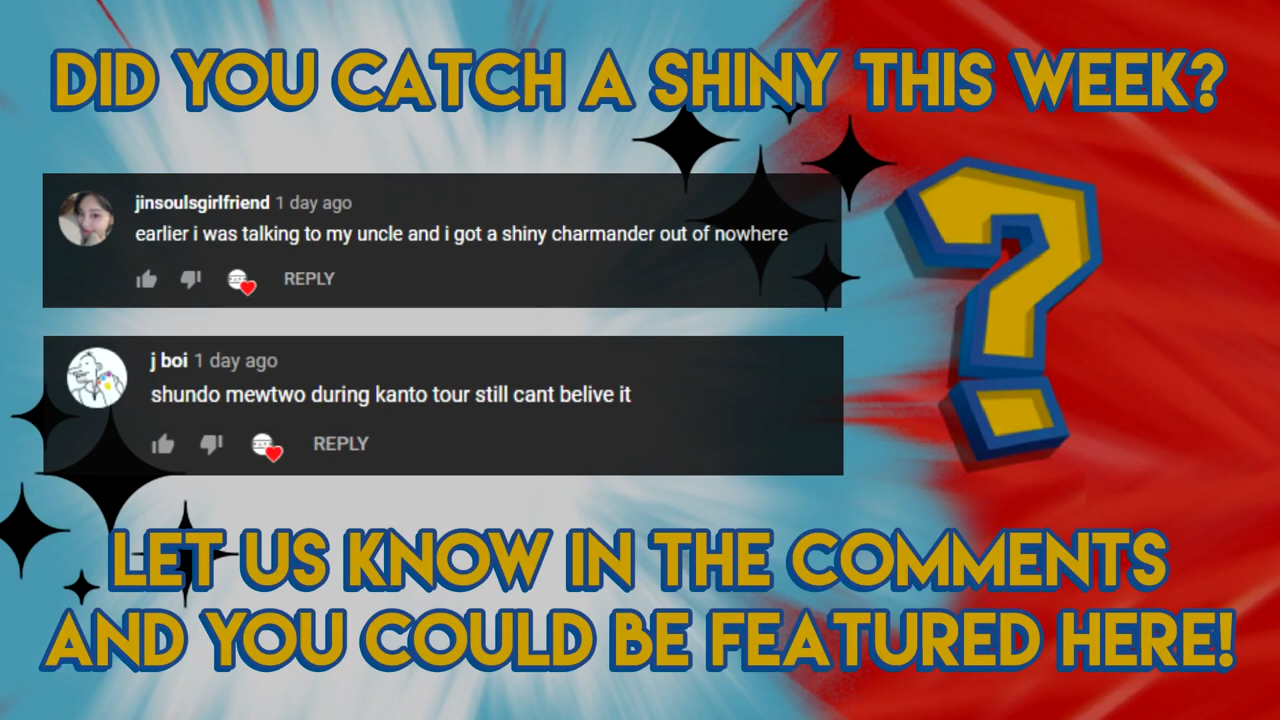 DID YOU CATCH A SHINY THIS WEEK?
jinsoulsgirlfriend 1 day ago
earlier i was talking to my uncle and i got a shiny charmander out of nowhere
REPLY
j boi 1 day ago
shundo mewtwo during kanto tour still cant belive it
REPLY
?
LET US KNOW IN THE COMMENTS
AND YOU COULD BE FEATURED HERE!